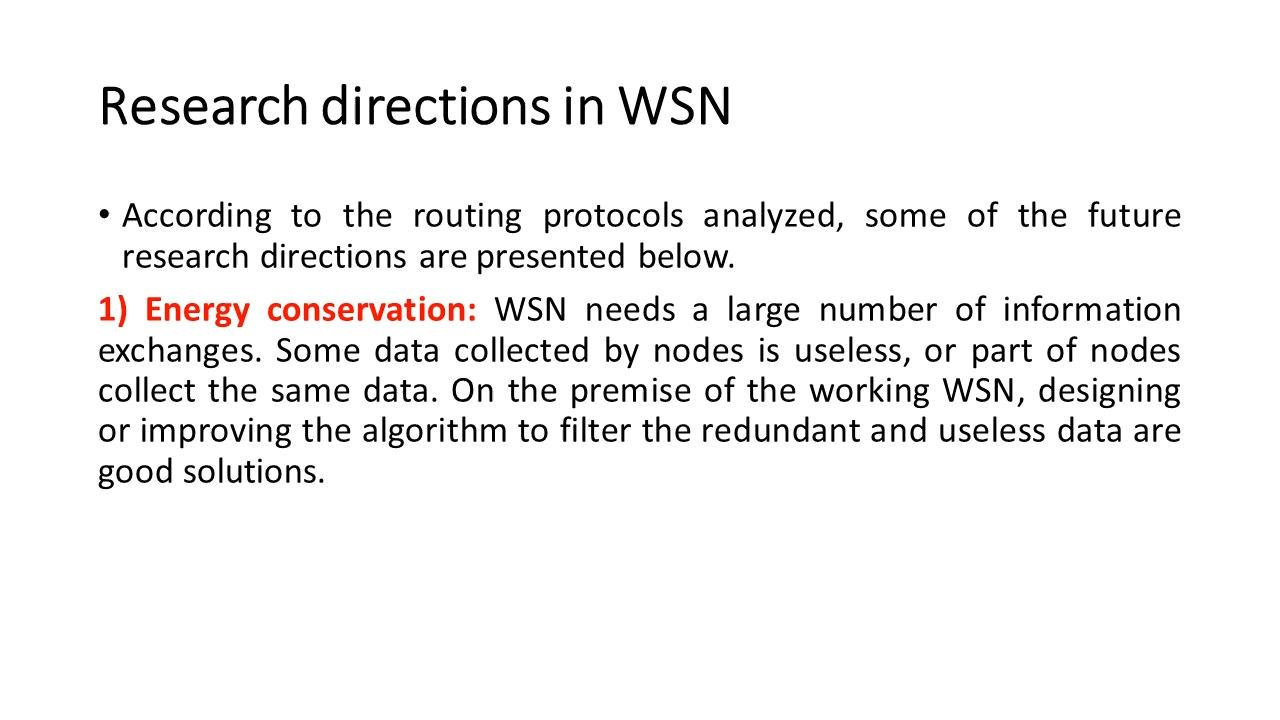 Research directions in WSN
• According to the routing protocols analyzed, some of the future
research directions are presented below.
1) Energy conservation: WSN needs a large number of information
exchanges. Some data collected by nodes is useless, or part of nodes
collect the same data. On the premise of the working WSN, designing
or improving the algorithm to filter the redundant and useless data are
good solutions.